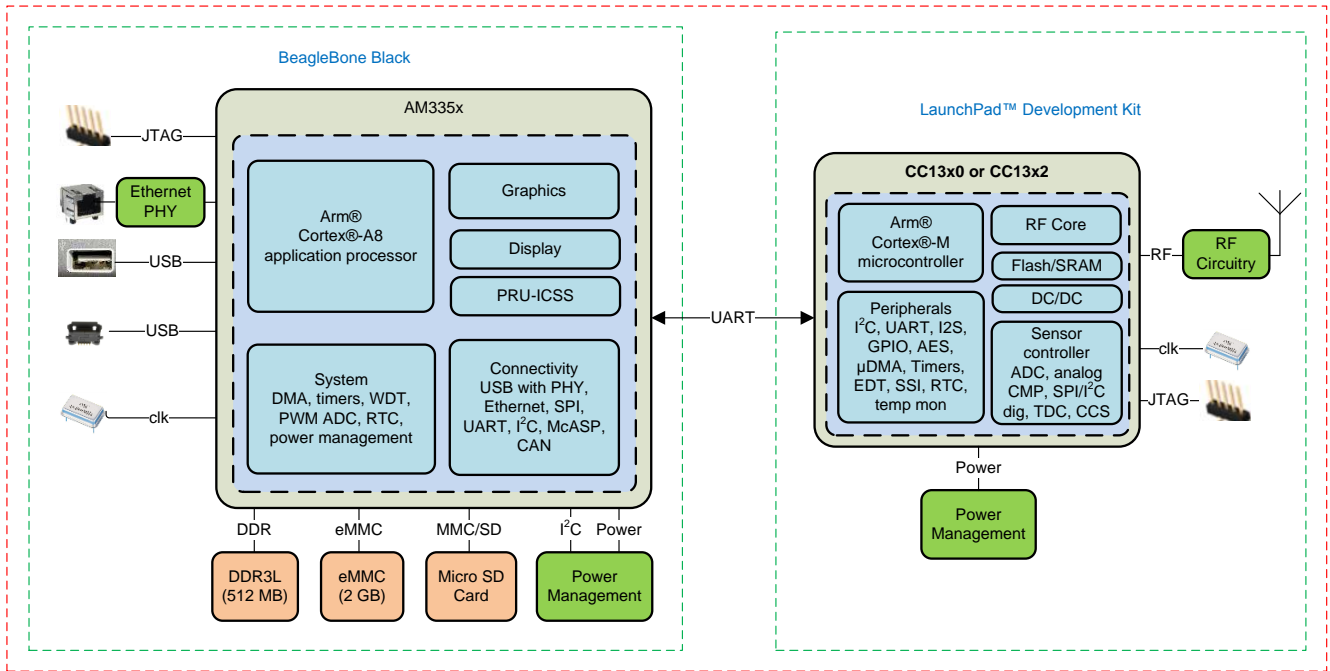 BeagleBone Black
AM335x
JTAG
Ethernet
PHY
USB
USB
clk
Arm®
Cortex®-A8
application processor
Graphics
Display
PRU-ICSS
System
DMA, timers, WDT,
PWM ADC, RTC,
power management
Connectivity
USB with PHY,
Ethernet, SPI,
UART, I²C, McASP,
CAN
DDR
eMMC
MMC/SD
I²C
Power
DDR3L
(512 MB)
eMMC
(2 GB)
Micro SD
Card
Power
Management
UART
LaunchPad™ Development Kit
CC13x0 or CC13x2
Arm®
Cortex®-M
microcontroller
RF Core
Flash/SRAM
DC/DC
Peripherals
I²C, UART, I2S,
GPIO, AES,
µDMA, Timers,
EDT, SSI, RTC,
temp mon
Sensor
controller
ADC, analog
CMP, SPI/I²C
dig, TDC, CCS
RF
RF
Circuitry
clk
JTAG
Power
Power
Management